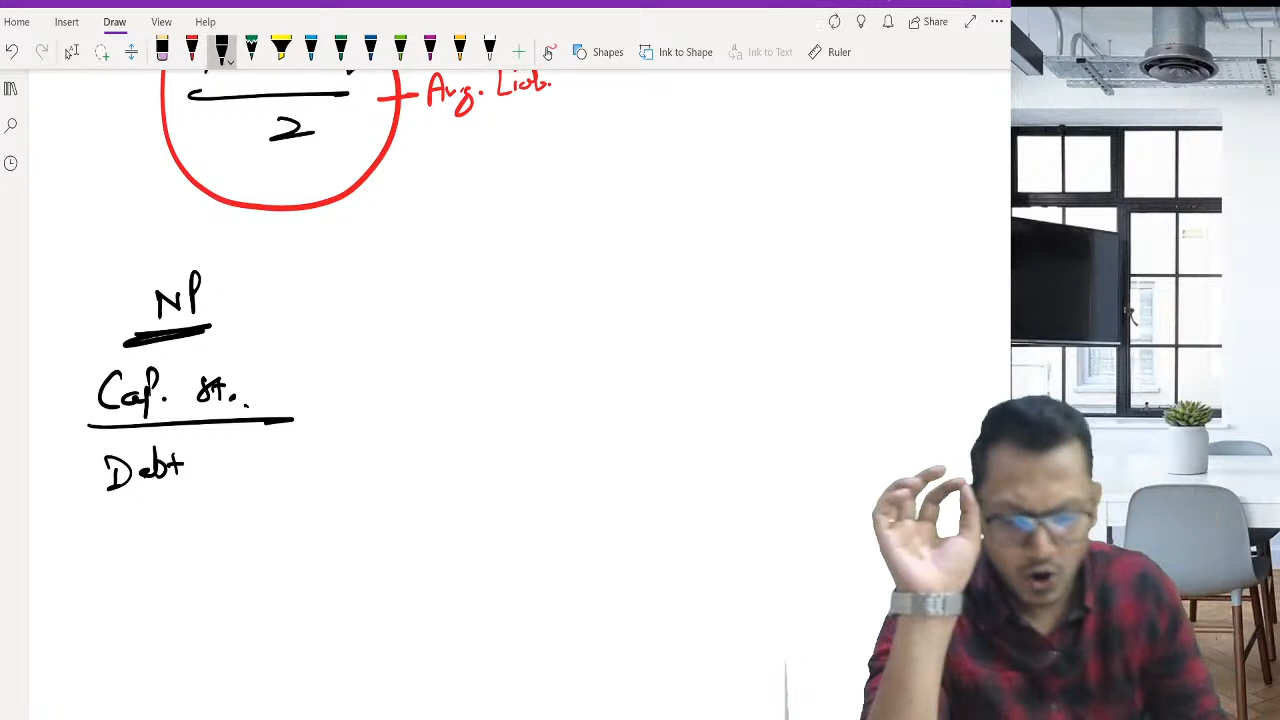 Home Insert Draw View Help Share
Shapes Ink to Shape Ink to Text Ruler
Avg. Liab.
2
NP
Cap. st.
Debt